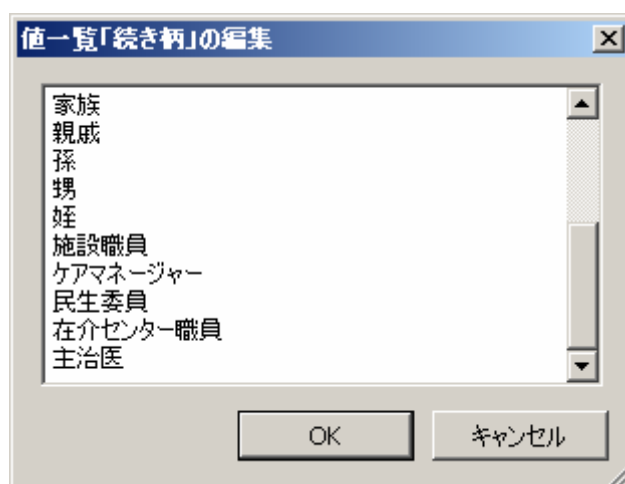 値一覧「続き柄」の編集
家族
親戚
孫
甥
姪
施設職員
ケアマネージャー
民生委員
在介センター職員
主治医
OK
キャンセル